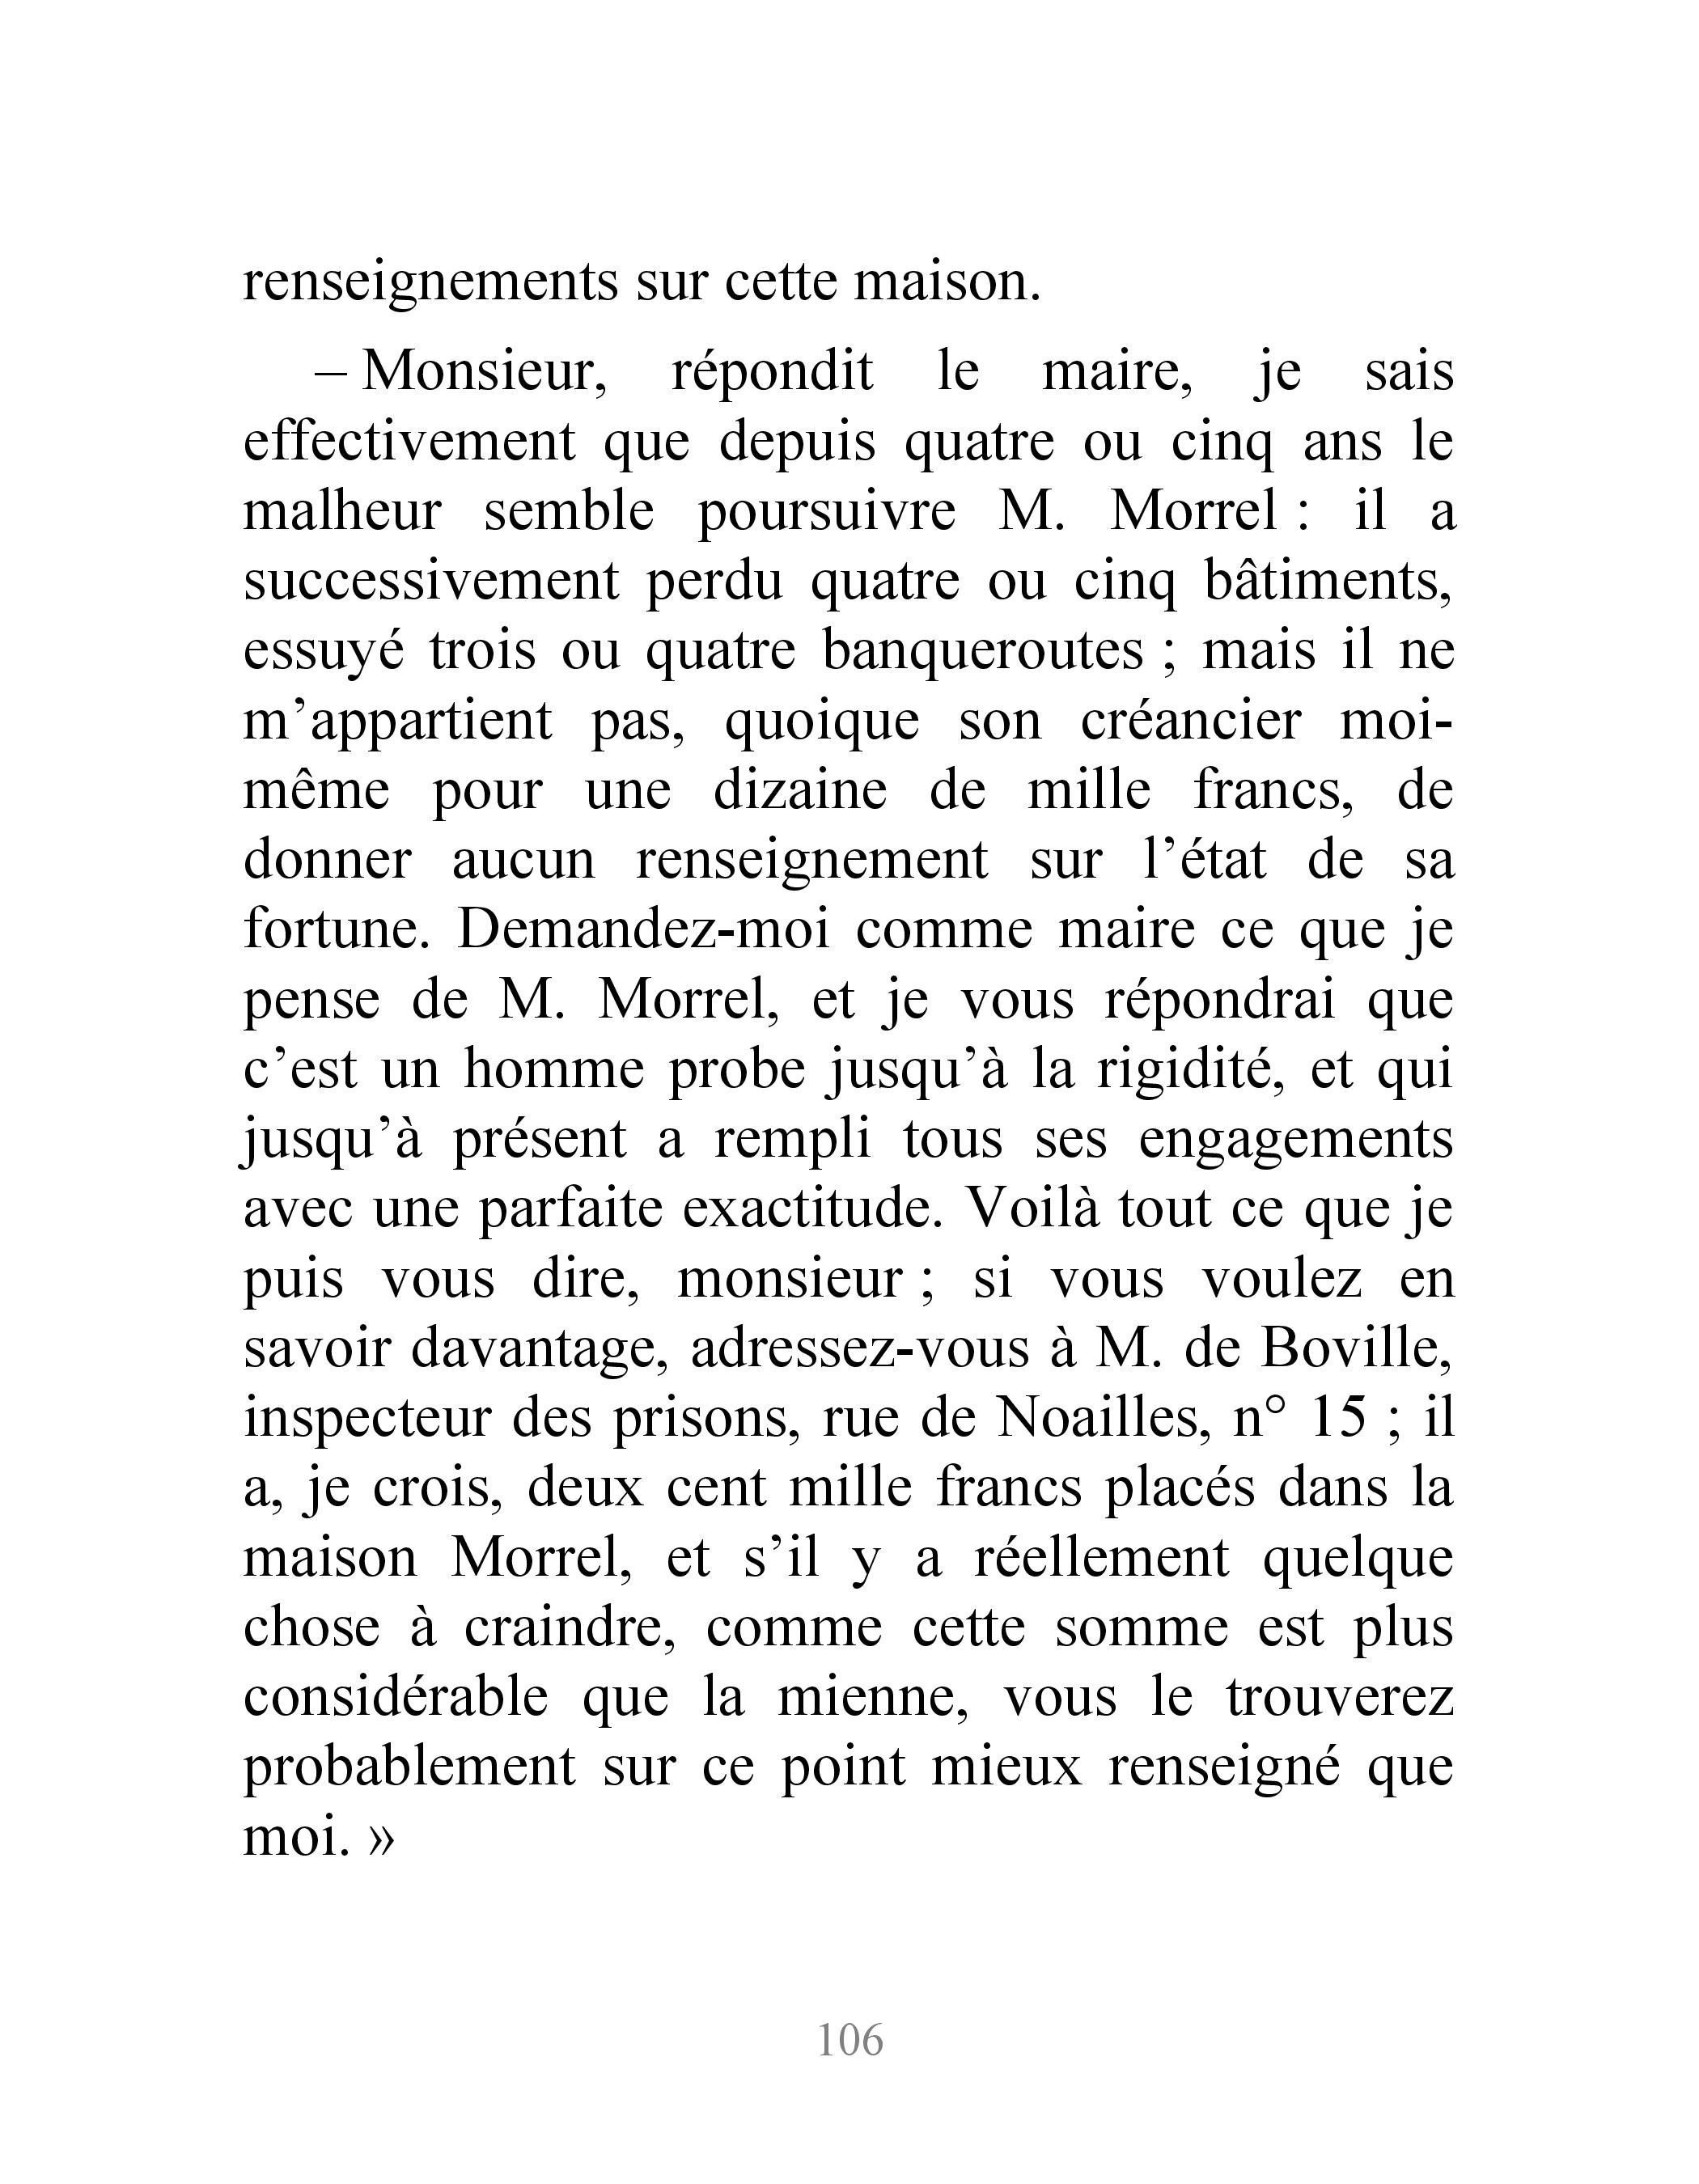 renseignements sur cette maison.
– Monsieur, répondit le maire, je sais
effectivement que depuis quatre ou cinq ans le
malheur semble poursuivre M. Morrel : il a
successivement perdu quatre ou cinq bâtiments,
essuyé trois ou quatre banqueroutes ; mais il ne
m’appartient pas, quoique son créancier moi-
même pour une dizaine de mille francs, de
donner aucun renseignement sur l’état de sa
fortune. Demandez-moi comme maire ce que je
pense de M. Morrel, et je vous répondrai que
c’est un homme probe jusqu’à la rigidité, et qui
jusqu’à présent a rempli tous ses engagements
avec une parfaite exactitude. Voilà tout ce que je
puis vous dire, monsieur ; si vous voulez en
savoir davantage, adressez-vous à M. de Boville,
inspecteur des prisons, rue de Noailles, n° 15 ; il
a, je crois, deux cent mille francs placés dans la
maison Morrel, et s’il y a réellement quelque
chose à craindre, comme cette somme est plus
considérable que la mienne, vous le trouverez
probablement sur ce point mieux renseigné que
moi. »
106